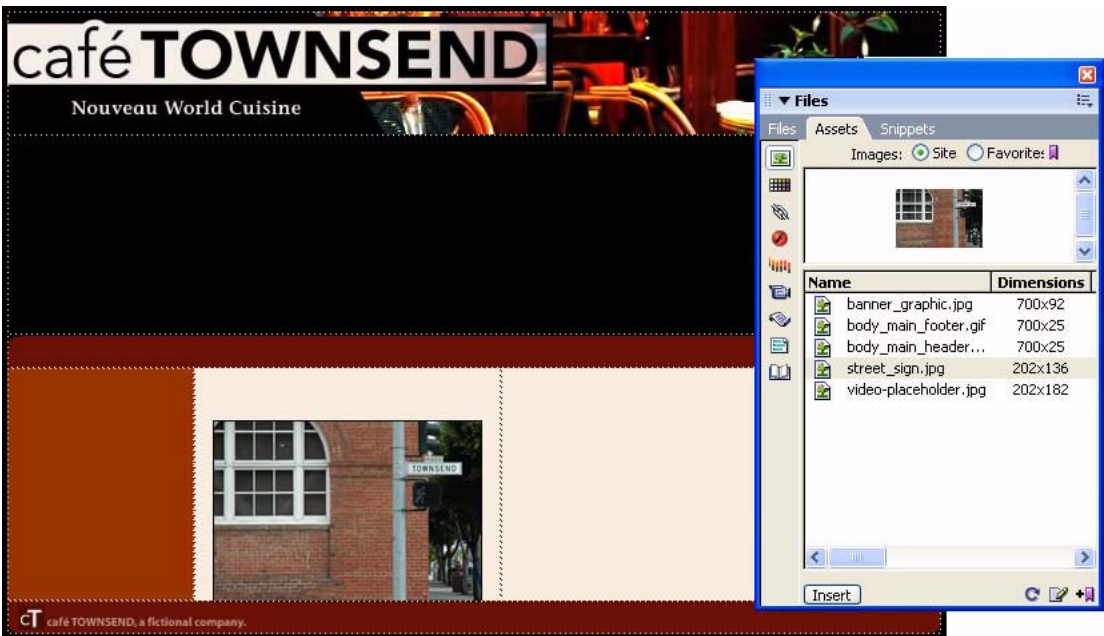 café TOWNSEND
Nouveau World Cuisine
Files
Files Assets Snippets
Images: Site Favorites
Name Dimensions
banner_graphic.jpg 700x92
body_main_footer.gif 700x25
body_main_header... 700x25
street_sign.jpg 202x136
video-placeholder.jpg 202x182
TOWNSEND
Insert
cT café TOWNSEND, a fictional company.